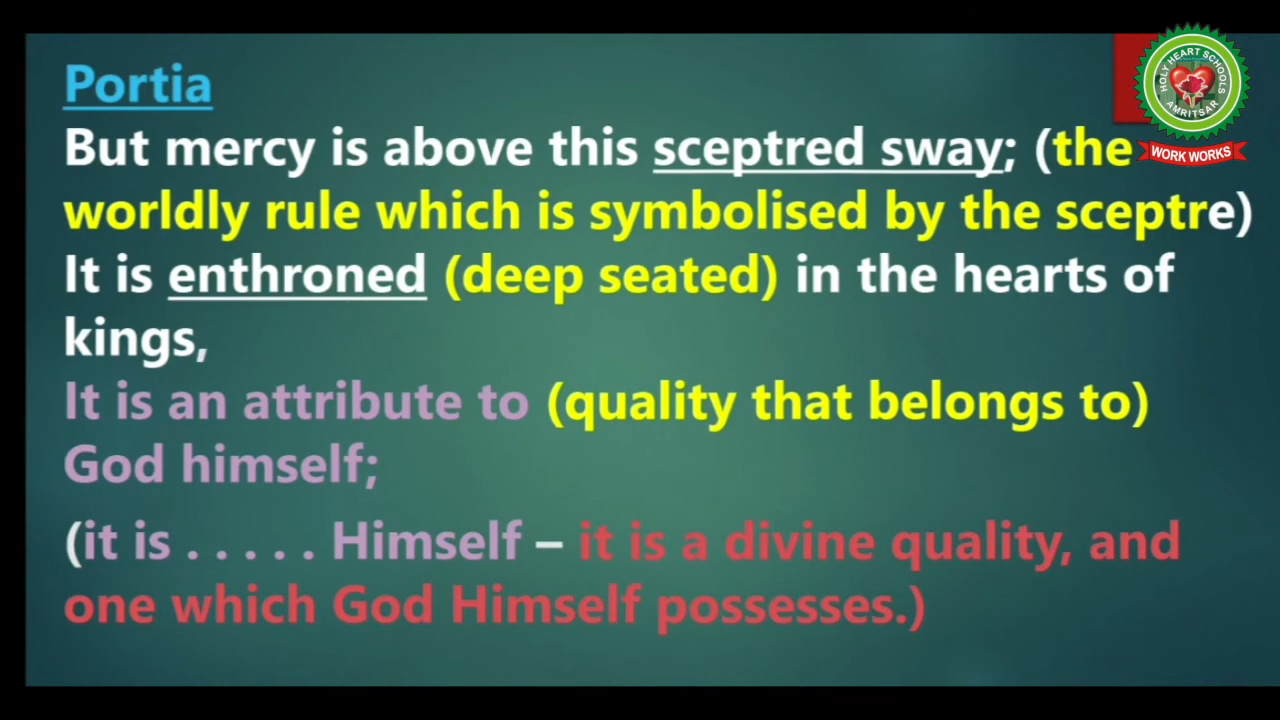 Portia
But mercy is above this sceptred sway; (the
worldly rule which is symbolised by the sceptre)
It is enthroned (deep seated) in the hearts of
kings,
It is an attribute to (quality that belongs to)
God himself;
(it is . . . . . Himself – it is a divine quality, and
one which God Himself possesses.)
HOLY HEART SCHOOLS
AMRITSAR
WORK WORKS